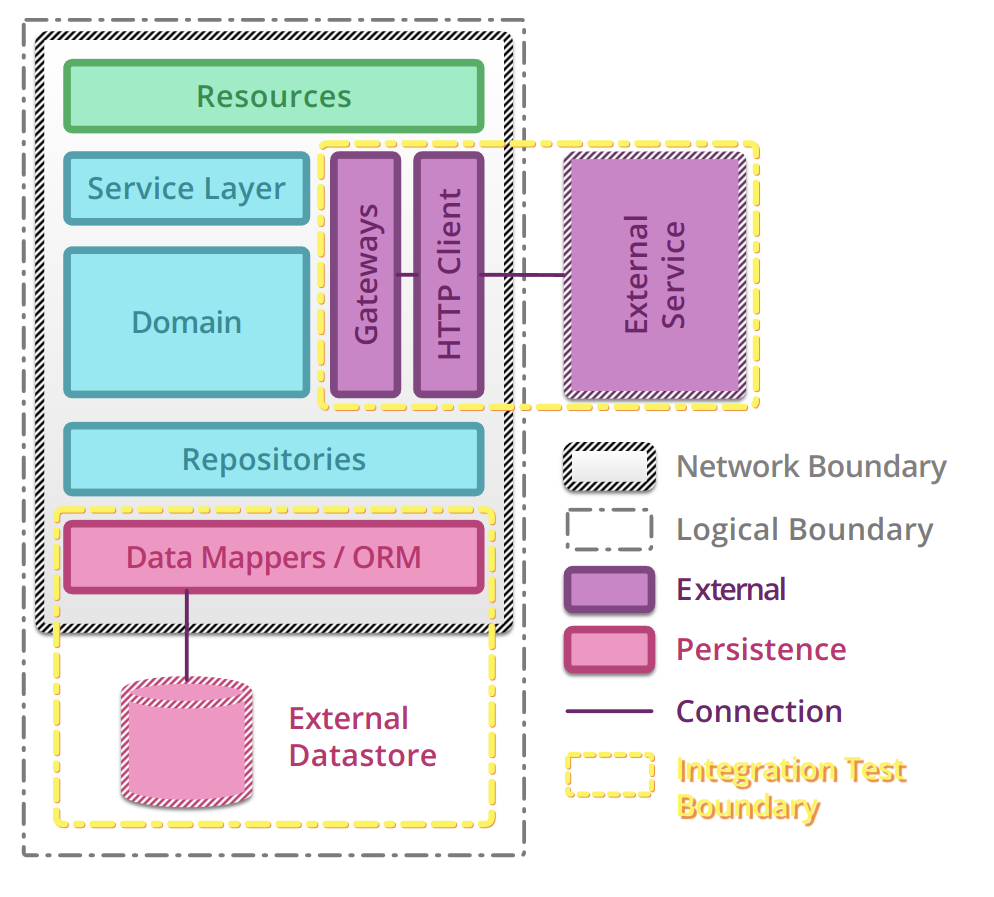 Resources
Service Layer
Gateways
HTTP Client
External
Service
Domain
Repositories
Data Mappers / ORM
External
Datastore
Network Boundary
Logical Boundary
External
Persistence
Connection
Integration Test
Boundary